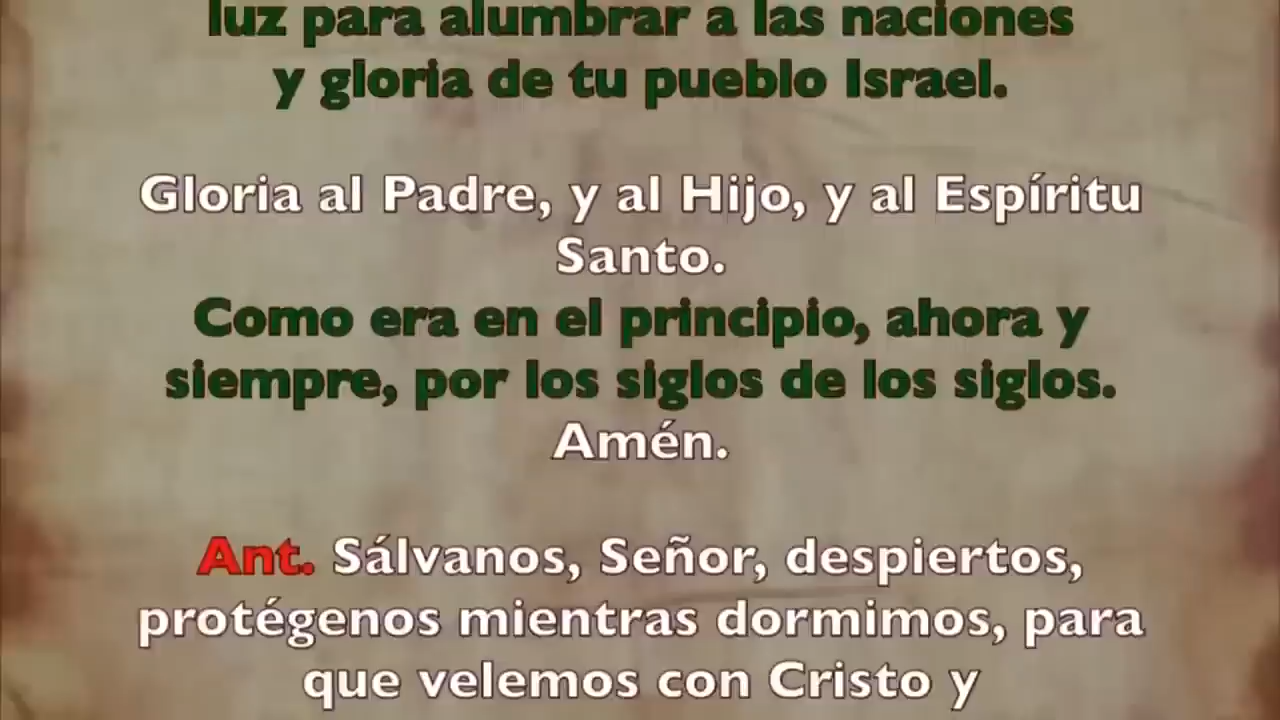 luz para alumbrar a las naciones
y gloria de tu pueblo Israel.
Gloria al Padre, y al Hijo, y al Espíritu
Santo.
Como era en el principio, ahora y
siempre, por los siglos de los siglos.
Amén.
Ant. Sálvanos, Señor, despiertos,
protégenos mientras dormimos, para
que velemos con Cristo y